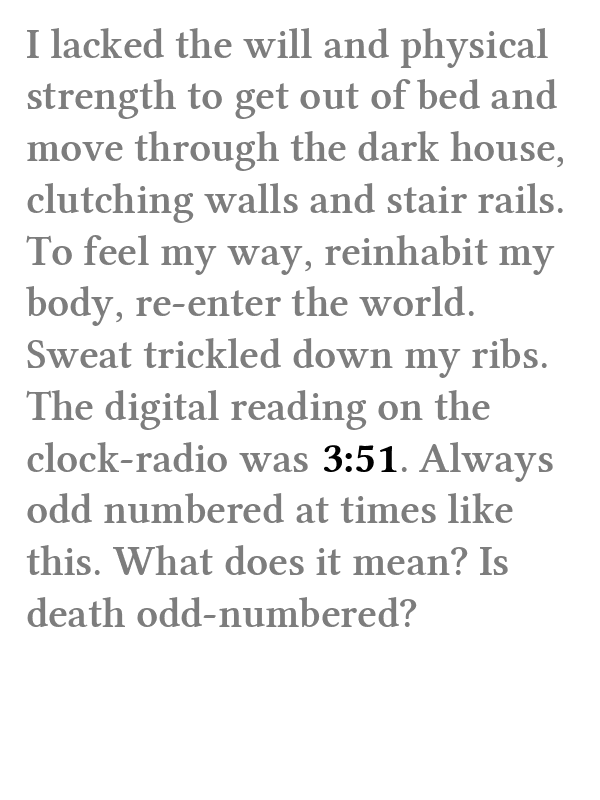 I lacked the will and physical
strength to get out of bed and
move through the dark house,
clutching walls and stair rails.
To feel my way, reinhabit my
body, re-enter the world.
Sweat trickled down my ribs.
The digital reading on the
clock-radio was 3:51. Always
odd numbered at times like
this. What does it mean? Is
death odd-numbered?